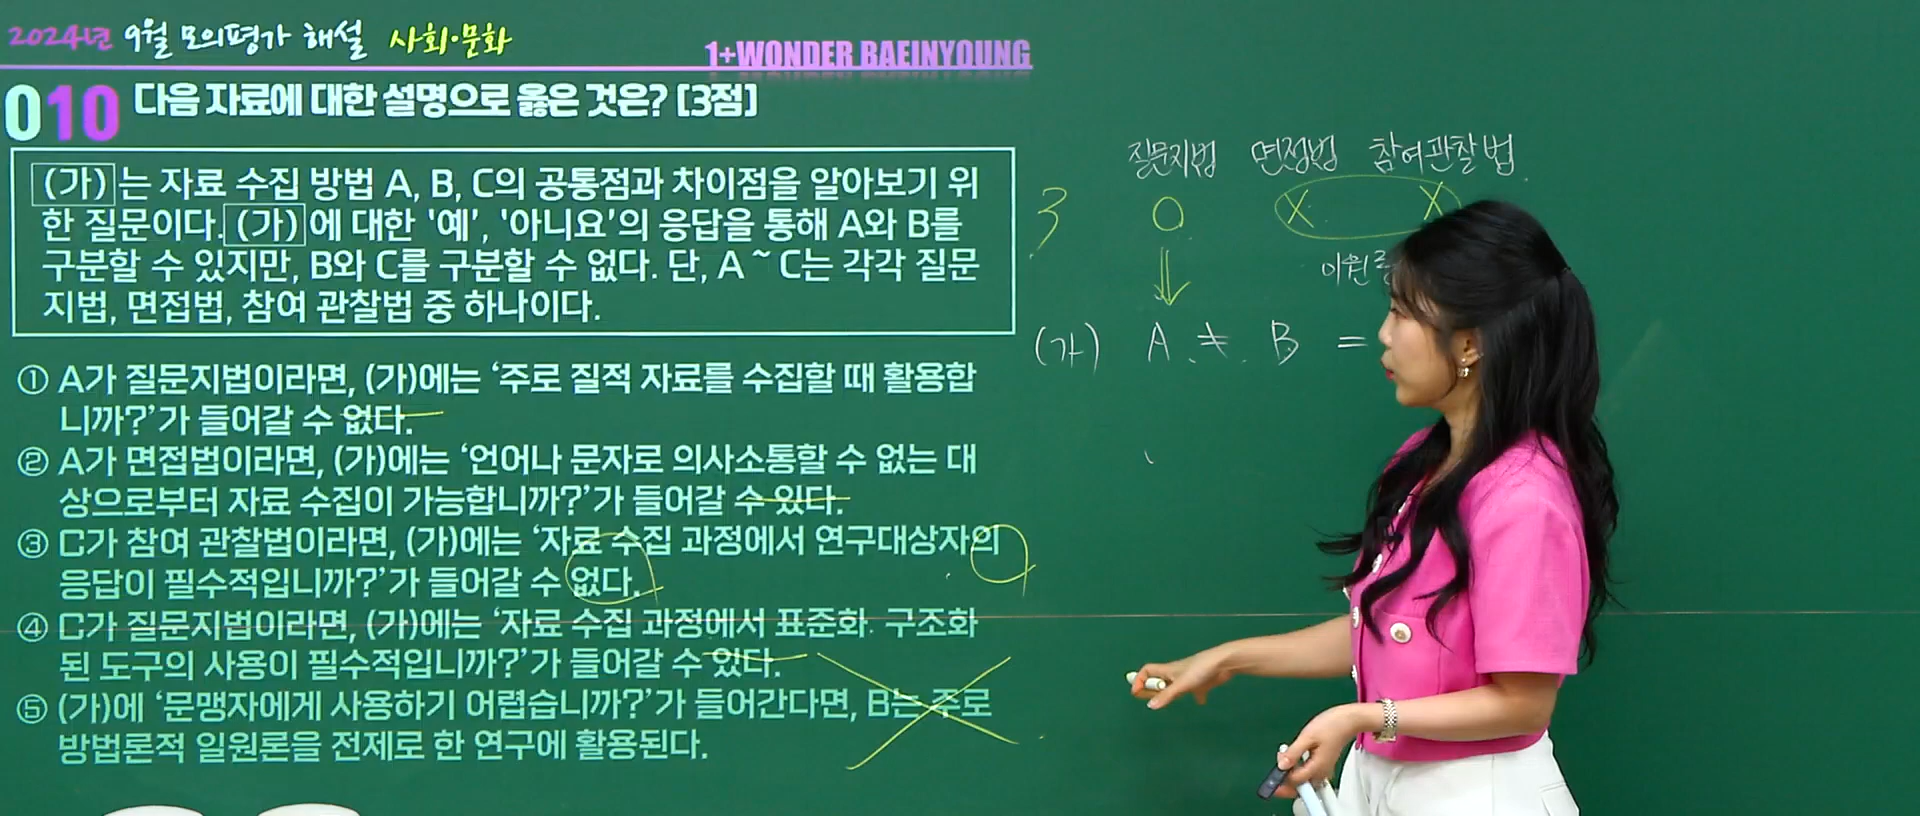 2024년 9월 모의평가 해설 사회·문화
1+WONDER BAEINYOUNG
010 다음 자료에 대한 설명으로 옳은 것은? [3점]
(가) 는 자료 수집 방법 A, B, C의 공통점과 차이점을 알아보기 위
한 질문이다. (가) 에 대한 '예', '아니요'의 응답을 통해 A와 B를
구분할 수 있지만, B와 C를 구분할 수 없다. 단, A ~ C는 각각 질문
지법, 면접법, 참여 관찰법 중 하나이다.
① A가 질문지법이라면, (가)에는 ‘주로 질적 자료를 수집할 때 활용합
니까?’가 들어갈 수 없다.
② A가 면접법이라면, (가)에는 ‘언어나 문자로 의사소통할 수 없는 대
상으로부터 자료 수집이 가능합니까?’가 들어갈 수 있다.
③ C가 참여 관찰법이라면, (가)에는 ‘자료 수집 과정에서 연구대상자의
응답이 필수적입니까?’가 들어갈 수 없다.
④ C가 질문지법이라면, (가)에는 ‘자료 수집 과정에서 표준화·구조화
된 도구의 사용이 필수적입니까?’가 들어갈 수 있다.
⑤ (가)에 ‘문맹자에게 사용하기 어렵습니까?’가 들어간다면, B는 주로
방법론적 일원론을 전제로 한 연구에 활용된다.
질문지법 면접법 참여관찰법
3 O X X
이원
(가) A ≠ B =